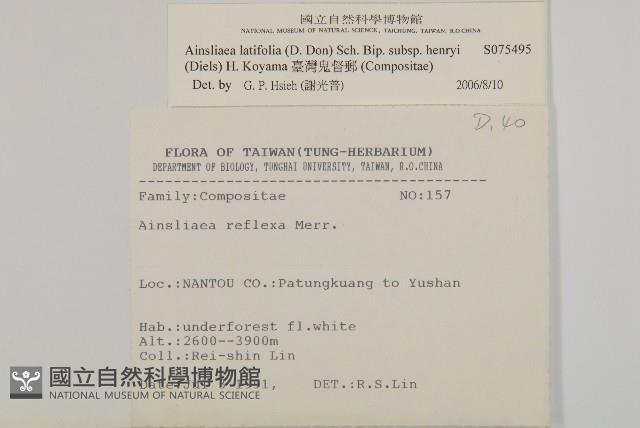 國立自然科學博物館
NATIONAL MUSEUM OF NATURAL SCIENCE, TAICHUNG, TAIWAN, R.O.CHINA
Ainsliaea latifolia (D. Don) Sch. Bip. subsp. henryi S075495
(Diels) H. Koyama 臺灣鬼督郵 (Compositae)
Det. by G. P. Hsieh (謝光普) 2006/8/10
D. 40
FLORA OF TAIWAN(TUNG-HERBARIUM)
DEPARTMENT OF BIOLOGY, TUNGHAI UNIVERSITY, TAIWAN, R.O.CHINA
Family:Compositae NO:157
Ainsliaea reflexa Merr.
Loc.:NANTOU CO.:Patungkuang to Yushan
Hab.:underforest fl.white
Alt.:2600--3900m
Coll.:Rei-shin Lin
Date: DET.:R.S.Lin
國立自然科學博物館
NATIONAL MUSEUM OF NATURAL SCIENCE